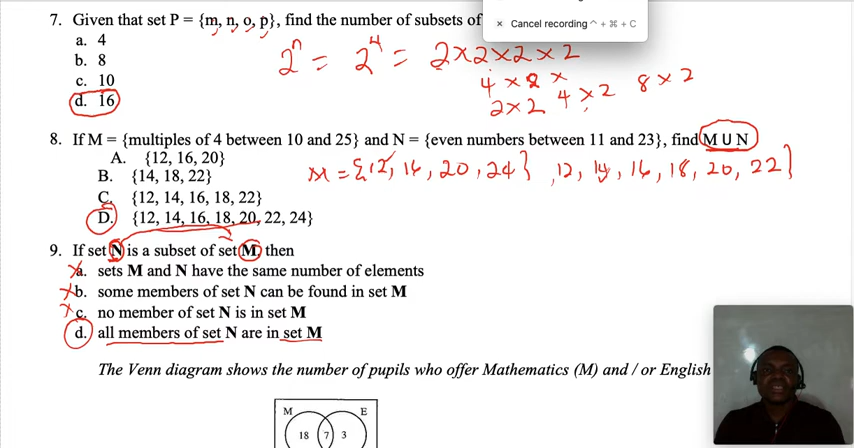 7. Given that set P = {m, n, o, p}, find the number of subsets of
× Cancel recording ^ + ⌘ + C
a. 4
b. 8
c. 10
d. 16
2ⁿ = 2⁴ = 2×2×2×2
4 × 2 ×
2×2 4×2 8×2
8. If M = {multiples of 4 between 10 and 25} and N = {even numbers between 11 and 23}, find M U N
A. {12, 16, 20}
B. {14, 18, 22}
C. {12, 14, 16, 18, 22}
D. {12, 14, 16, 18, 20, 22, 24}
M = {12, 16, 20, 24} , 12, 14, 16, 18, 20, 22}
9. If set N is a subset of set M, then
a. sets M and N have the same number of elements
b. some members of set N can be found in set M
c. no member of set N is in set M
d. all members of set N are in set M
The Venn diagram shows the number of pupils who offer Mathematics (M) and / or English
M E
18 7 3